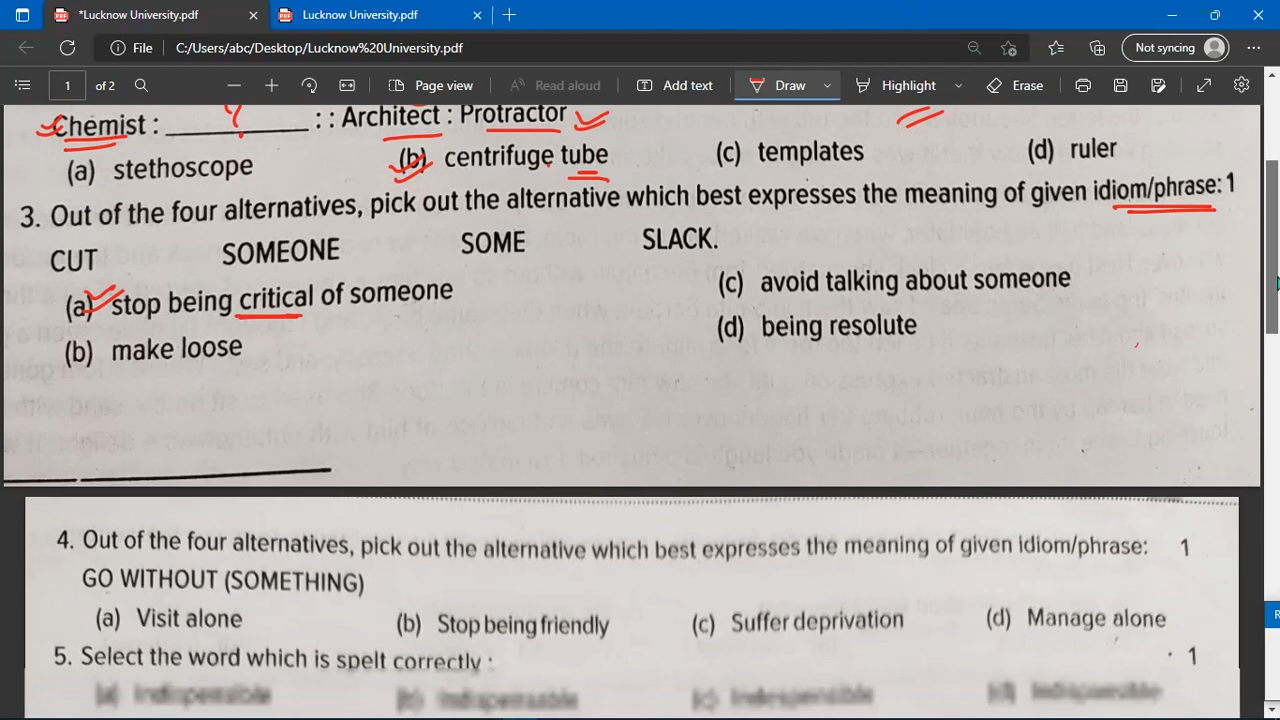 *Lucknow University.pdf
Lucknow University.pdf
File
C:/Users/abc/Desktop/Lucknow%20University.pdf
Not syncing
1 of 2
Page view
Read aloud
Add text
Draw
Highlight
Erase
Chemist : ____________ : : Architect : Protractor
(a) stethoscope (b) centrifuge tube (c) templates (d) ruler
3. Out of the four alternatives, pick out the alternative which best expresses the meaning of given idiom/phrase: 1
CUT SOMEONE SOME SLACK.
(a) stop being critical of someone (c) avoid talking about someone
(b) make loose (d) being resolute
4. Out of the four alternatives, pick out the alternative which best expresses the meaning of given idiom/phrase: 1
GO WITHOUT (SOMETHING)
(a) Visit alone (b) Stop being friendly (c) Suffer deprivation (d) Manage alone
5. Select the word which is spelt correctly : 1
(a) (b) (c) (d)